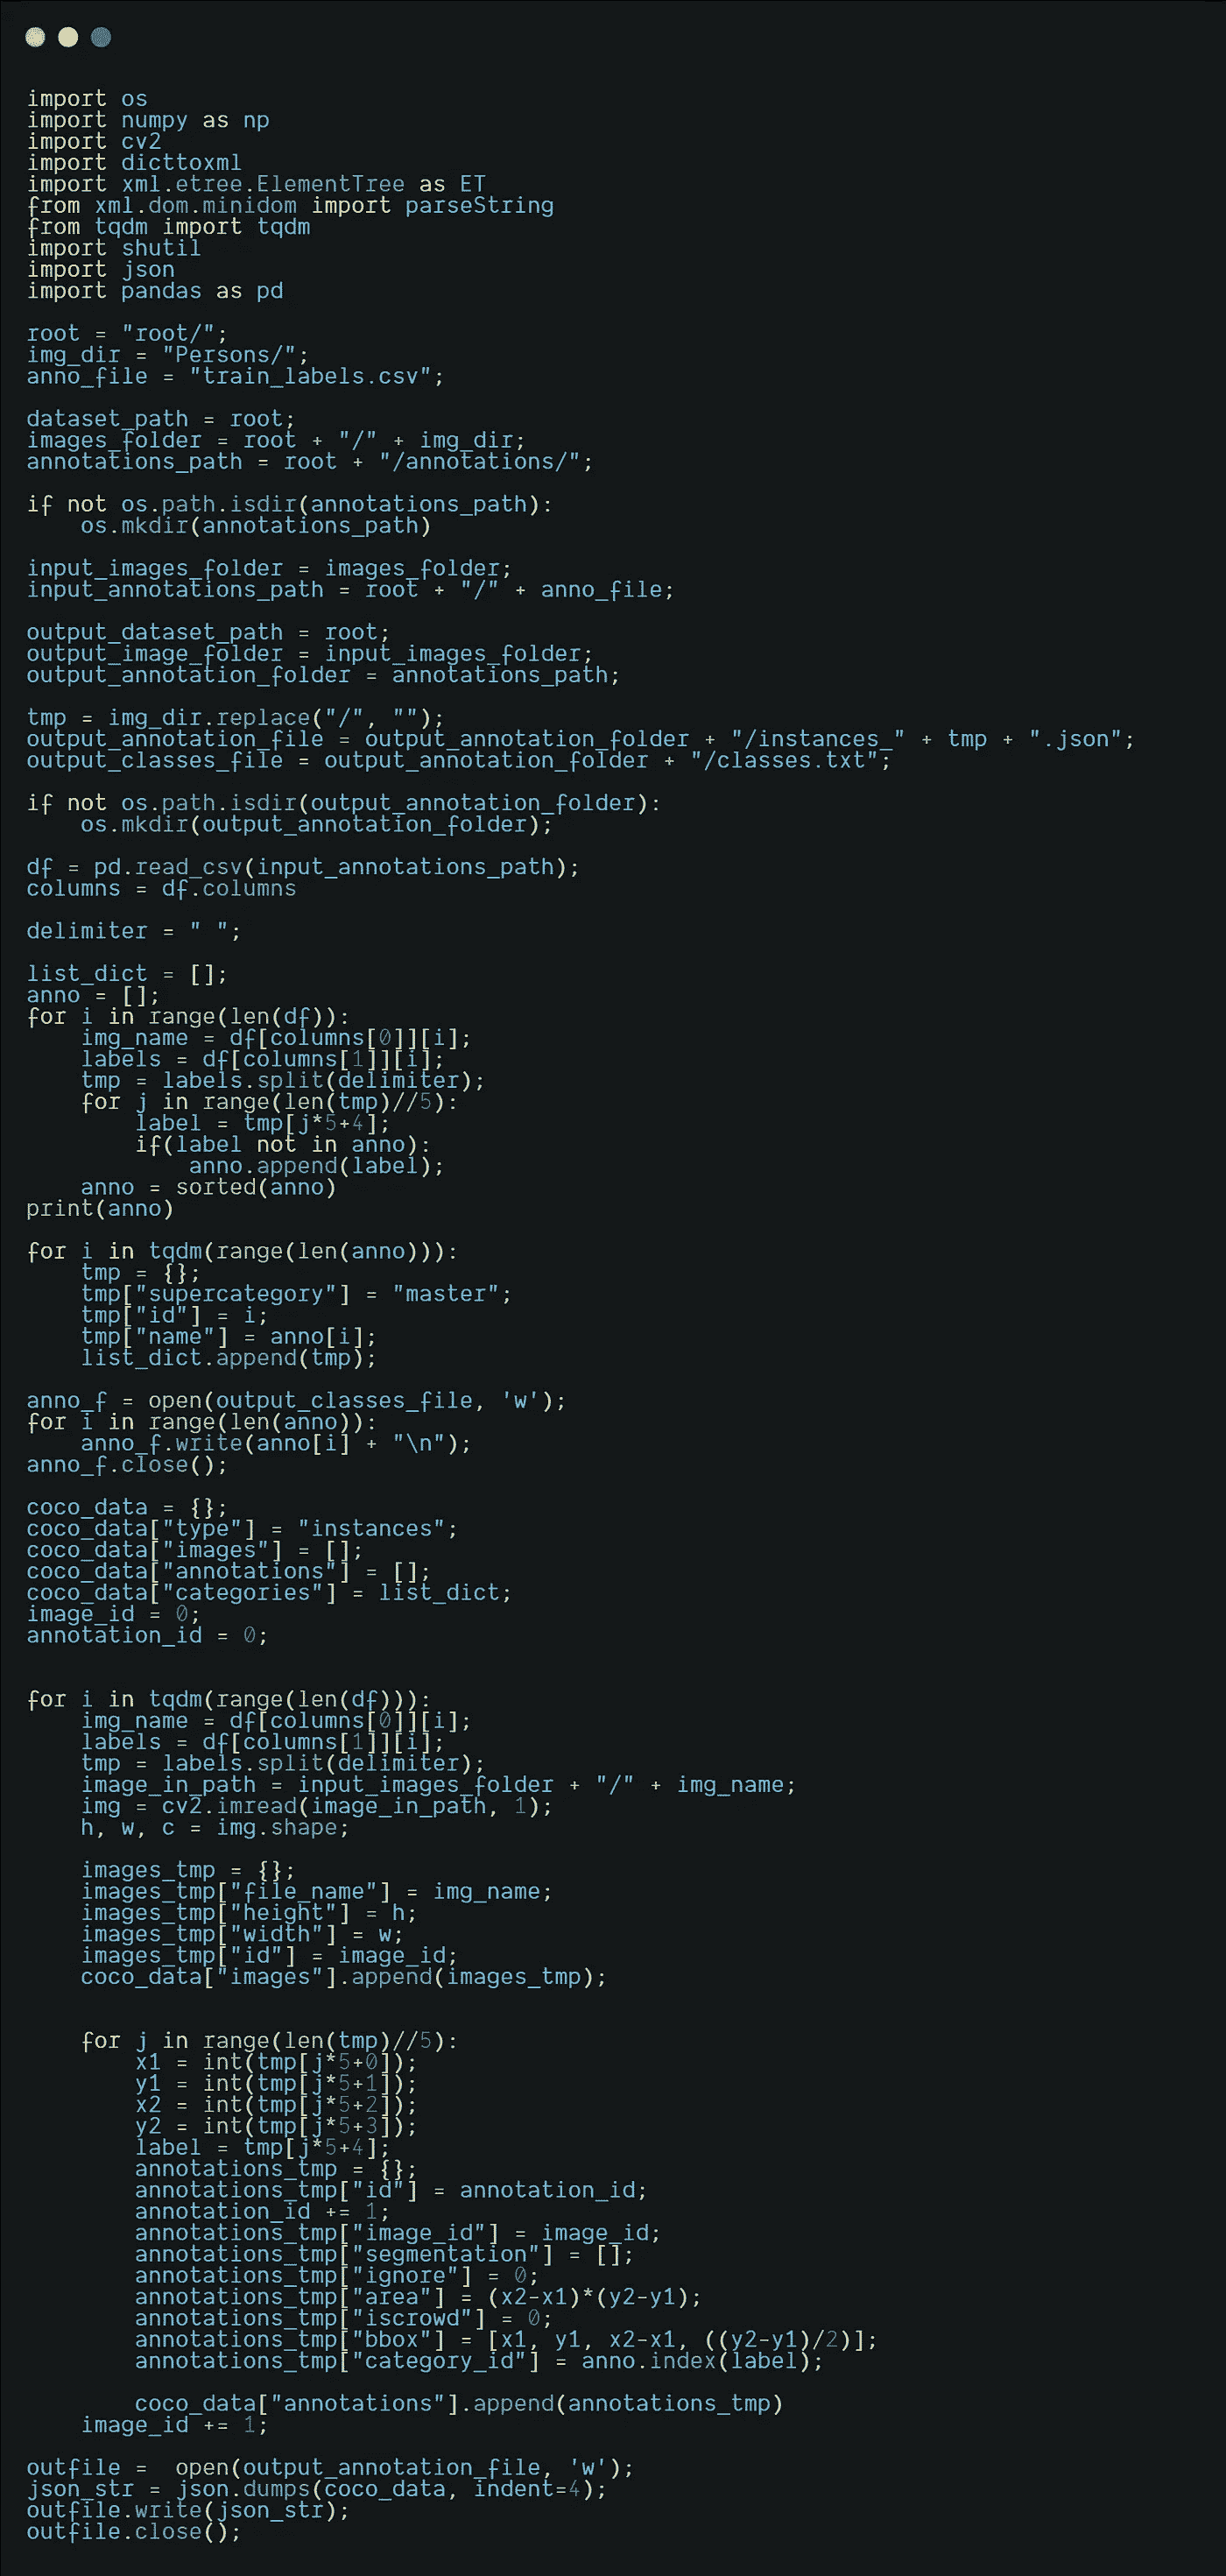 import os
import numpy as np
import cv2
import dicttoxml
import xml.etree.ElementTree as ET
from xml.dom.minidom import parseString
from tqdm import tqdm
import shutil
import json
import pandas as pd

root = "root/";
img_dir = "Persons/";
anno_file = "train_labels.csv";

dataset_path = root;
images_folder = root + "/" + img_dir;
annotations_path = root + "/annotations/";

if not os.path.isdir(annotations_path):
    os.mkdir(annotations_path)

input_images_folder = images_folder;
input_annotations_path = root + "/" + anno_file;

output_dataset_path = root;
output_image_folder = input_images_folder;
output_annotation_folder = annotations_path;

tmp = img_dir.replace("/", "");
output_annotation_file = output_annotation_folder + "/instances_" + tmp + ".json";
output_classes_file = output_annotation_folder + "/classes.txt";

if not os.path.isdir(output_annotation_folder):
    os.mkdir(output_annotation_folder);

df = pd.read_csv(input_annotations_path);
columns = df.columns

delimiter = " ";

list_dict = [];
anno = [];
for i in range(len(df)):
    img_name = df[columns[0]][i];
    labels = df[columns[1]][i];
    tmp = labels.split(delimiter);
    for j in range(len(tmp)//5):
        label = tmp[j*5+4];
        if(label not in anno):
            anno.append(label);
    anno = sorted(anno)
print(anno)

for i in tqdm(range(len(anno))):
    tmp = {};
    tmp["supercategory"] = "master";
    tmp["id"] = i;
    tmp["name"] = anno[i];
    list_dict.append(tmp);

anno_f = open(output_classes_file, 'w');
for i in range(len(anno)):
    anno_f.write(anno[i] + "\n");
anno_f.close();

coco_data = {};
coco_data["type"] = "instances";
coco_data["images"] = [];
coco_data["annotations"] = [];
coco_data["categories"] = list_dict;
image_id = 0;
annotation_id = 0;

for i in tqdm(range(len(df))):
    img_name = df[columns[0]][i];
    labels = df[columns[1]][i];
    tmp = labels.split(delimiter);
    image_in_path = input_images_folder + "/" + img_name;
    img = cv2.imread(image_in_path, 1);
    h, w, c = img.shape;

    images_tmp = {};
    images_tmp["file_name"] = img_name;
    images_tmp["height"] = h;
    images_tmp["width"] = w;
    images_tmp["id"] = image_id;
    coco_data["images"].append(images_tmp);

    for j in range(len(tmp)//5):
        x1 = int(tmp[j*5+0]);
        y1 = int(tmp[j*5+1]);
        x2 = int(tmp[j*5+2]);
        y2 = int(tmp[j*5+3]);
        label = tmp[j*5+4];
        annotations_tmp = {};
        annotations_tmp["id"] = annotation_id;
        annotation_id += 1;
        annotations_tmp["image_id"] = image_id;
        annotations_tmp["segmentation"] = [];
        annotations_tmp["ignore"] = 0;
        annotations_tmp["area"] = (x2-x1)*(y2-y1);
        annotations_tmp["iscrowd"] = 0;
        annotations_tmp["bbox"] = [x1, y1, x2-x1, ((y2-y1)/2)];
        annotations_tmp["category_id"] = anno.index(label);

        coco_data["annotations"].append(annotations_tmp)
    image_id += 1;

outfile =  open(output_annotation_file, 'w');
json_str = json.dumps(coco_data, indent=4);
outfile.write(json_str);
outfile.close();